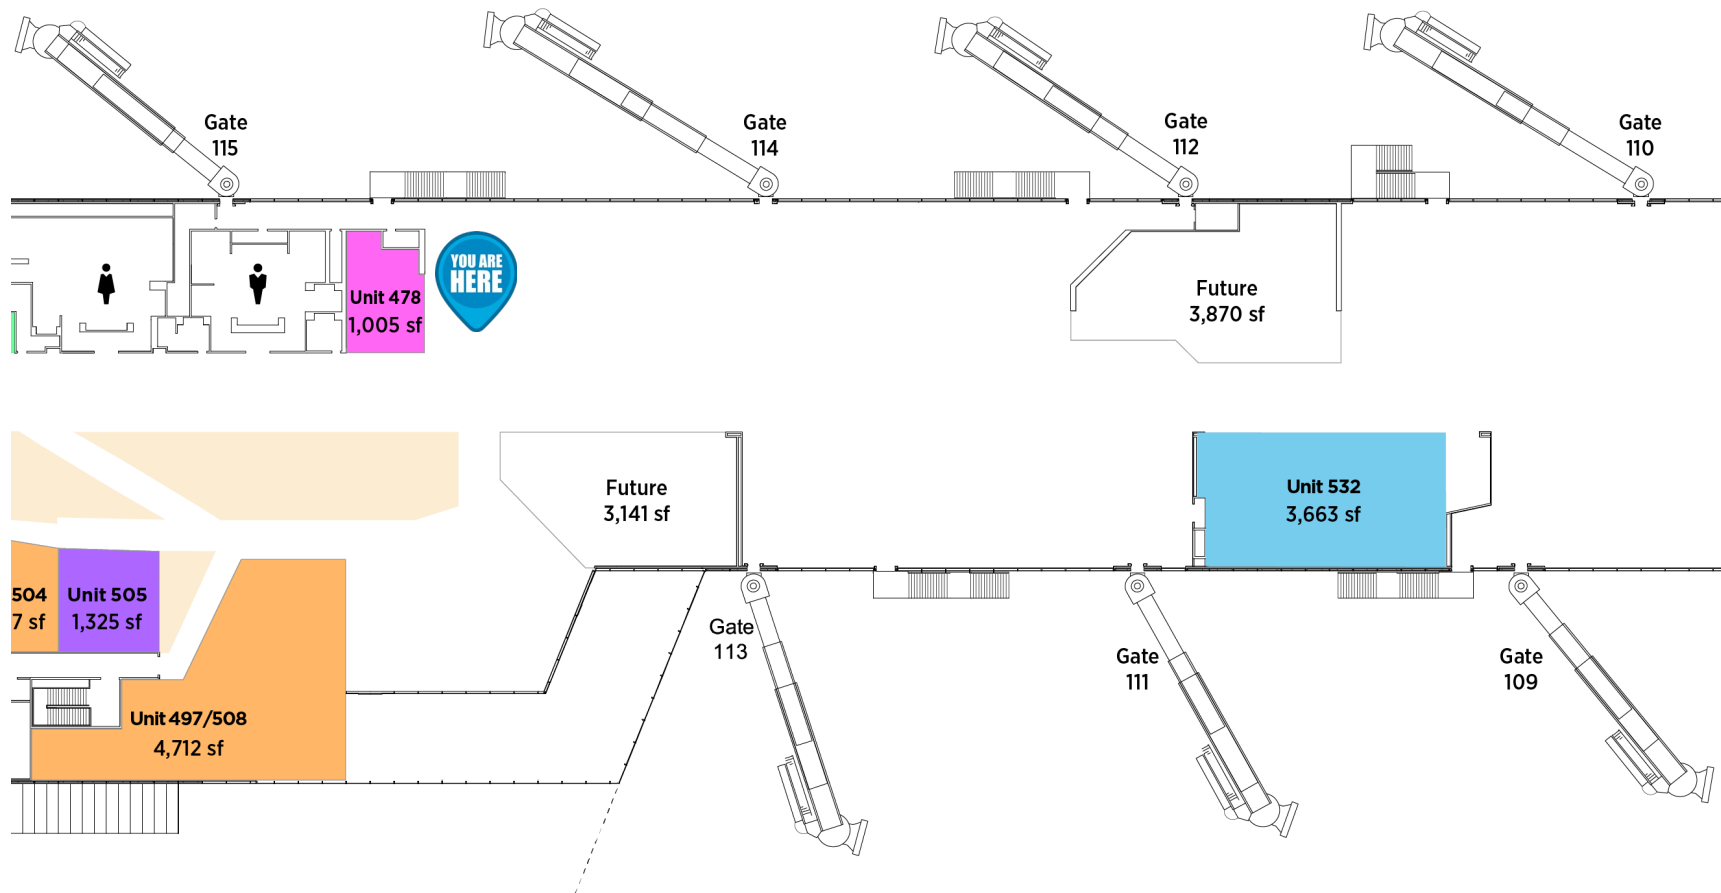 Gate
115
Gate
114
Gate
112
Gate
110
YOU ARE
HERE
Unit 478
1,005 sf
Future
3,870 sf
Future
3,141 sf
Unit 532
3,663 sf
504
7 sf
Unit 505
1,325 sf
Gate
113
Gate
111
Gate
109
Unit 497/508
4,712 sf